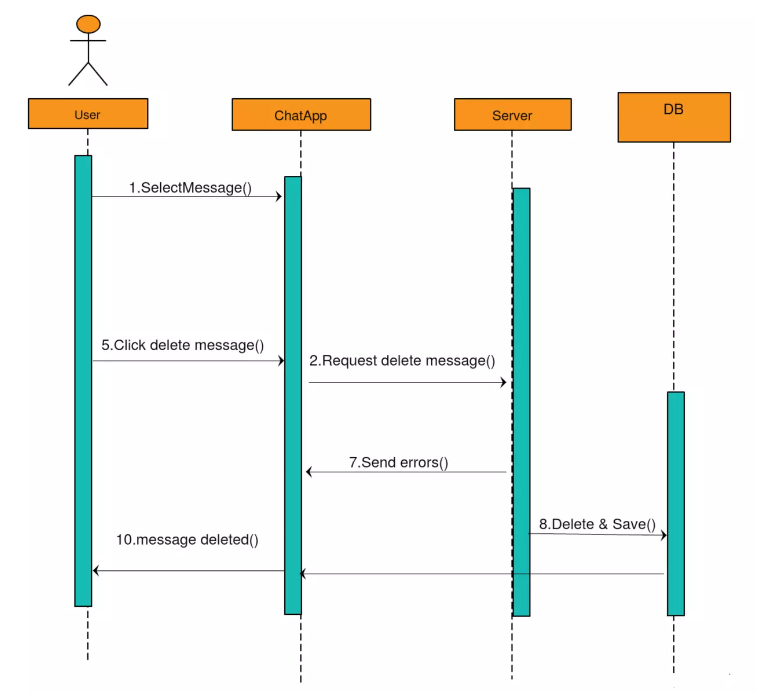 User
ChatApp
Server
DB
1.SelectMessage()
5.Click delete message()
2.Request delete message()
7.Send errors()
8.Delete & Save()
10.message deleted()